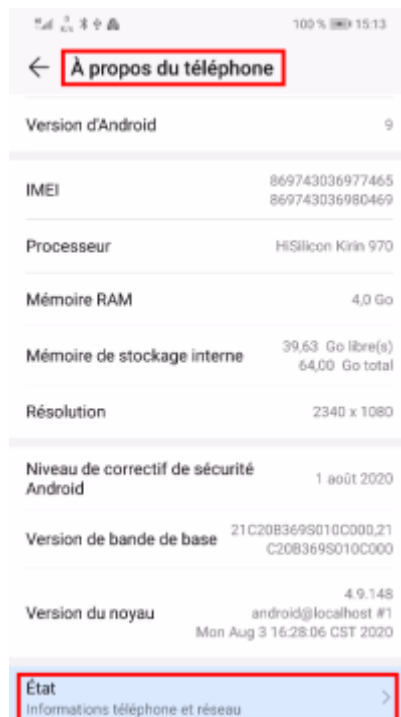 100 % 15:13
À propos du téléphone
Version d'Android 9
IMEI 869743036977465
869743036980469
Processeur HiSilicon Kirin 970
Mémoire RAM 4,0 Go
Mémoire de stockage interne 39,63 Go libre(s)
64,00 Go total
Résolution 2340 x 1080
Niveau de correctif de sécurité
Android 1 août 2020
Version de bande de base 21C20B369S010C000,21
C20B369S010C000
4.9.148
Version du noyau android@localhost #1
Mon Aug 3 16:28:06 CST 2020
État
Informations téléphone et réseau